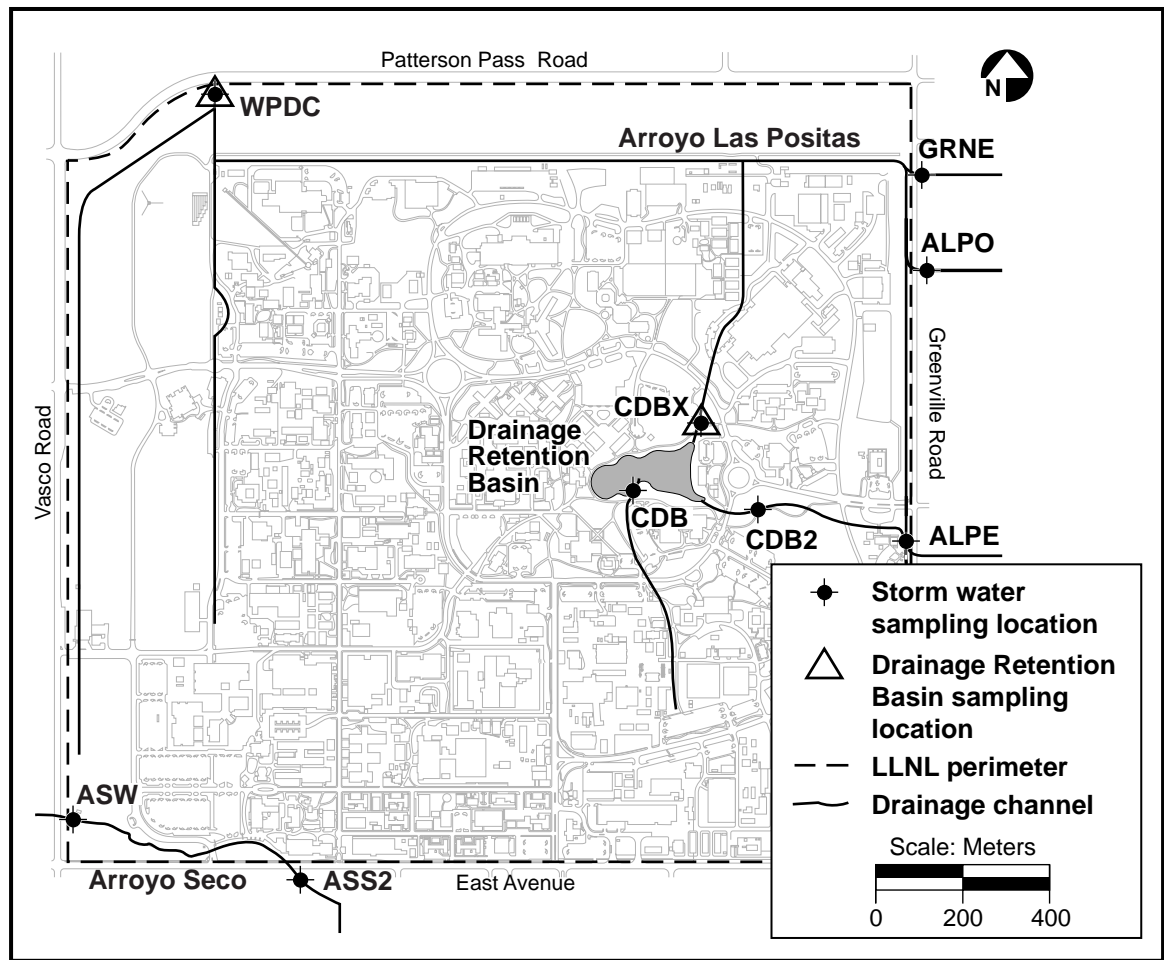 Patterson Pass Road
N
WPDC
Arroyo Las Positas
GRNE
ALPO
Vasco Road
Greenville Road
CDBX
Drainage
Retention
Basin
CDB
CDB2
ALPE
Storm water
sampling location
Drainage Retention
Basin sampling
location
LLNL perimeter
Drainage channel
Scale: Meters
0 200 400
ASW
Arroyo Seco
ASS2
East Avenue